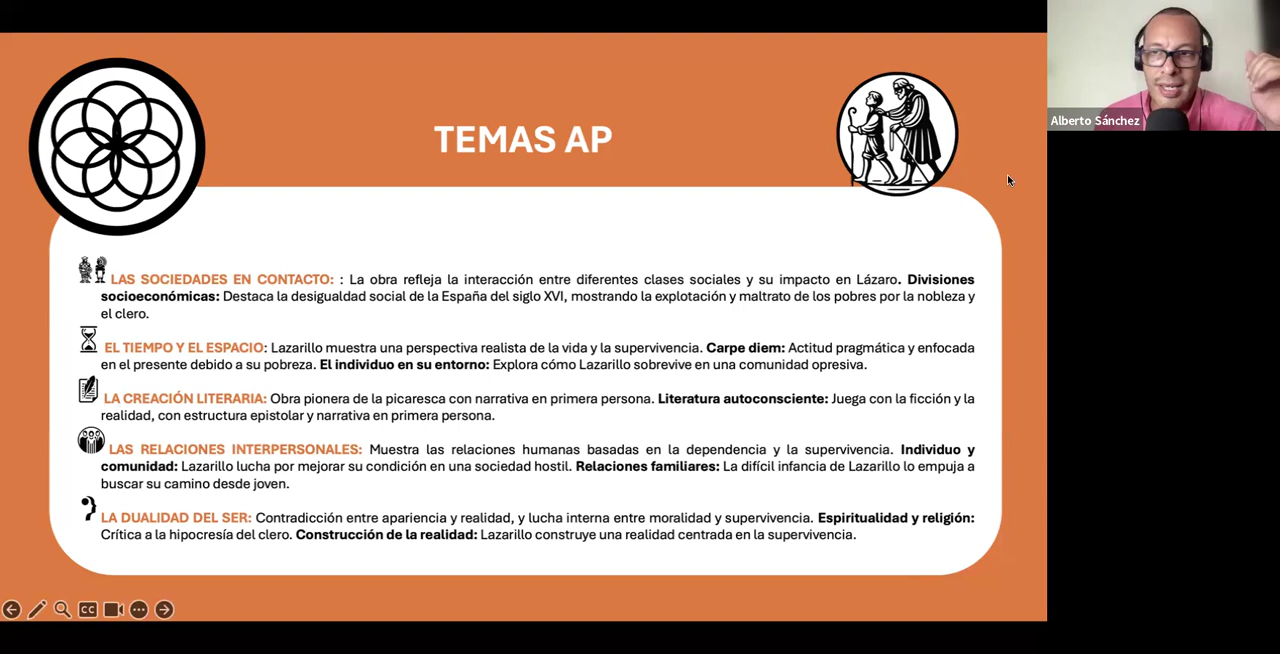 Alberto Sánchez
TEMAS AP
LAS SOCIEDADES EN CONTACTO: : La obra refleja la interacción entre diferentes clases sociales y su impacto en Lázaro. Divisiones
socioeconómicas: Destaca la desigualdad social de la España del siglo XVI, mostrando la explotación y maltrato de los pobres por la nobleza y
el clero.
EL TIEMPO Y EL ESPACIO: Lazarillo muestra una perspectiva realista de la vida y la supervivencia. Carpe diem: Actitud pragmática y enfocada
en el presente debido a su pobreza. El individuo en su entorno: Explora cómo Lazarillo sobrevive en una comunidad opresiva.
LA CREACIÓN LITERARIA: Obra pionera de la picaresca con narrativa en primera persona. Literatura autoconsciente: Juega con la ficción y la
realidad, con estructura epistolar y narrativa en primera persona.
LAS RELACIONES INTERPERSONALES: Muestra las relaciones humanas basadas en la dependencia y la supervivencia. Individuo y
comunidad: Lazarillo lucha por mejorar su condición en una sociedad hostil. Relaciones familiares: La difícil infancia de Lazarillo lo empuja a
buscar su camino desde joven.
LA DUALIDAD DEL SER: Contradicción entre apariencia y realidad, y lucha interna entre moralidad y supervivencia. Espiritualidad y religión:
Crítica a la hipocresía del clero. Construcción de la realidad: Lazarillo construye una realidad centrada en la supervivencia.
CC